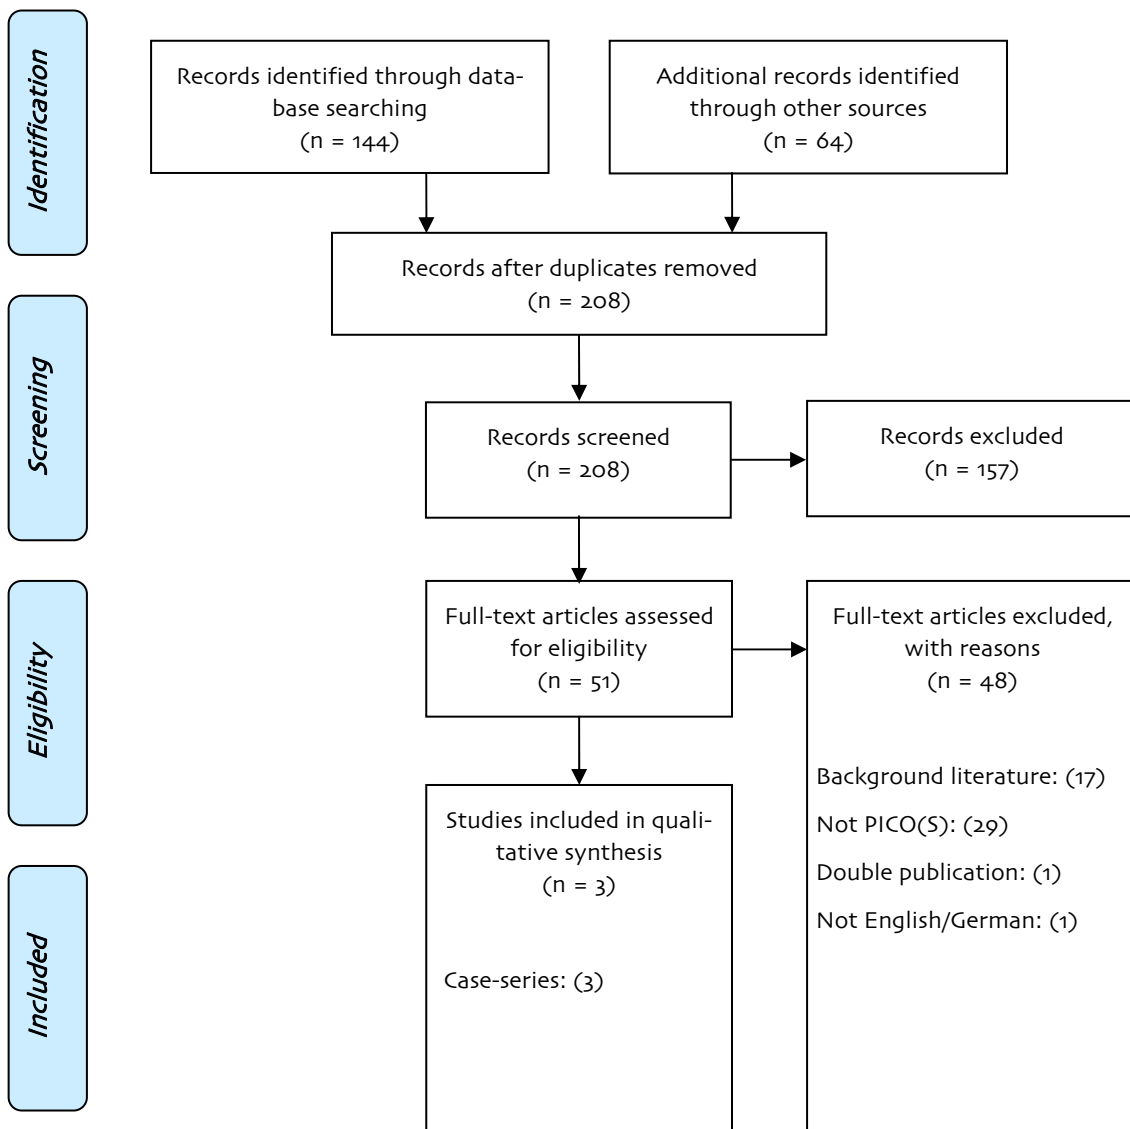 Identification
Records identified through data-
base searching
(n = 144)
Additional records identified
through other sources
(n = 64)
Records after duplicates removed
(n = 208)
Screening
Records screened
(n = 208)
Records excluded
(n = 157)
Eligibility
Full-text articles assessed
for eligibility
(n = 51)
Full-text articles excluded,
with reasons
(n = 48)
Background literature: (17)
Not PICO(S): (29)
Double publication: (1)
Not English/German: (1)
Included
Studies included in quali-
tative synthesis
(n = 3)
Case-series: (3)